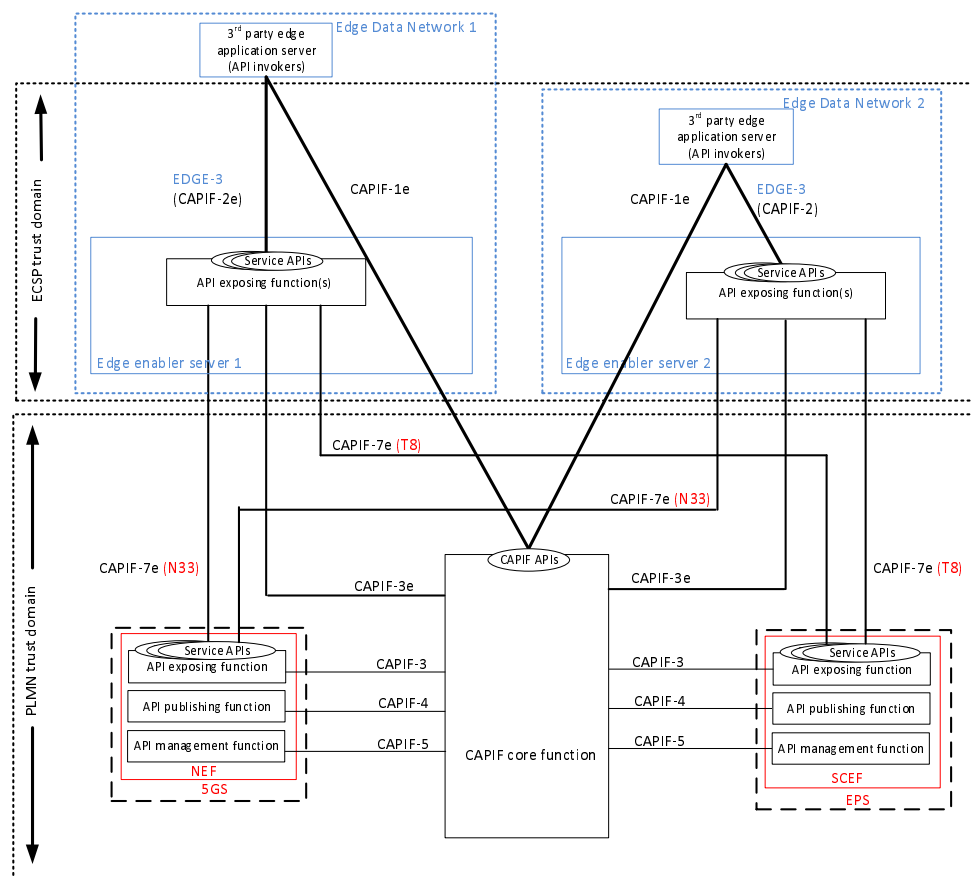 3rd party edge
application server
(API invokers)
Edge Data Network 1
Edge Data Network 2
3rd party edge
application server
(API invokers)
ECSP trust domain
EDGE-3
(CAPIF-2e)
CAPIF-1e
CAPIF-1e
EDGE-3
(CAPIF-2)
Service APIs
API exposing function(s)
Edge enabler server 1
Service APIs
API exposing function(s)
Edge enabler server 2
CAPIF-7e (T8)
CAPIF-7e (N33)
CAPIF-7e (N33)
CAPIF APIs
CAPIF-7e (T8)
CAPIF-3e
CAPIF-3e
PLMN trust domain
Service APIs
API exposing function
API publishing function
API management function
NEF
5GS
CAPIF-3
CAPIF-4
CAPIF-5
CAPIF core function
CAPIF-3
CAPIF-4
CAPIF-5
Service APIs
API exposing function
API publishing function
API management function
SCEF
EPS